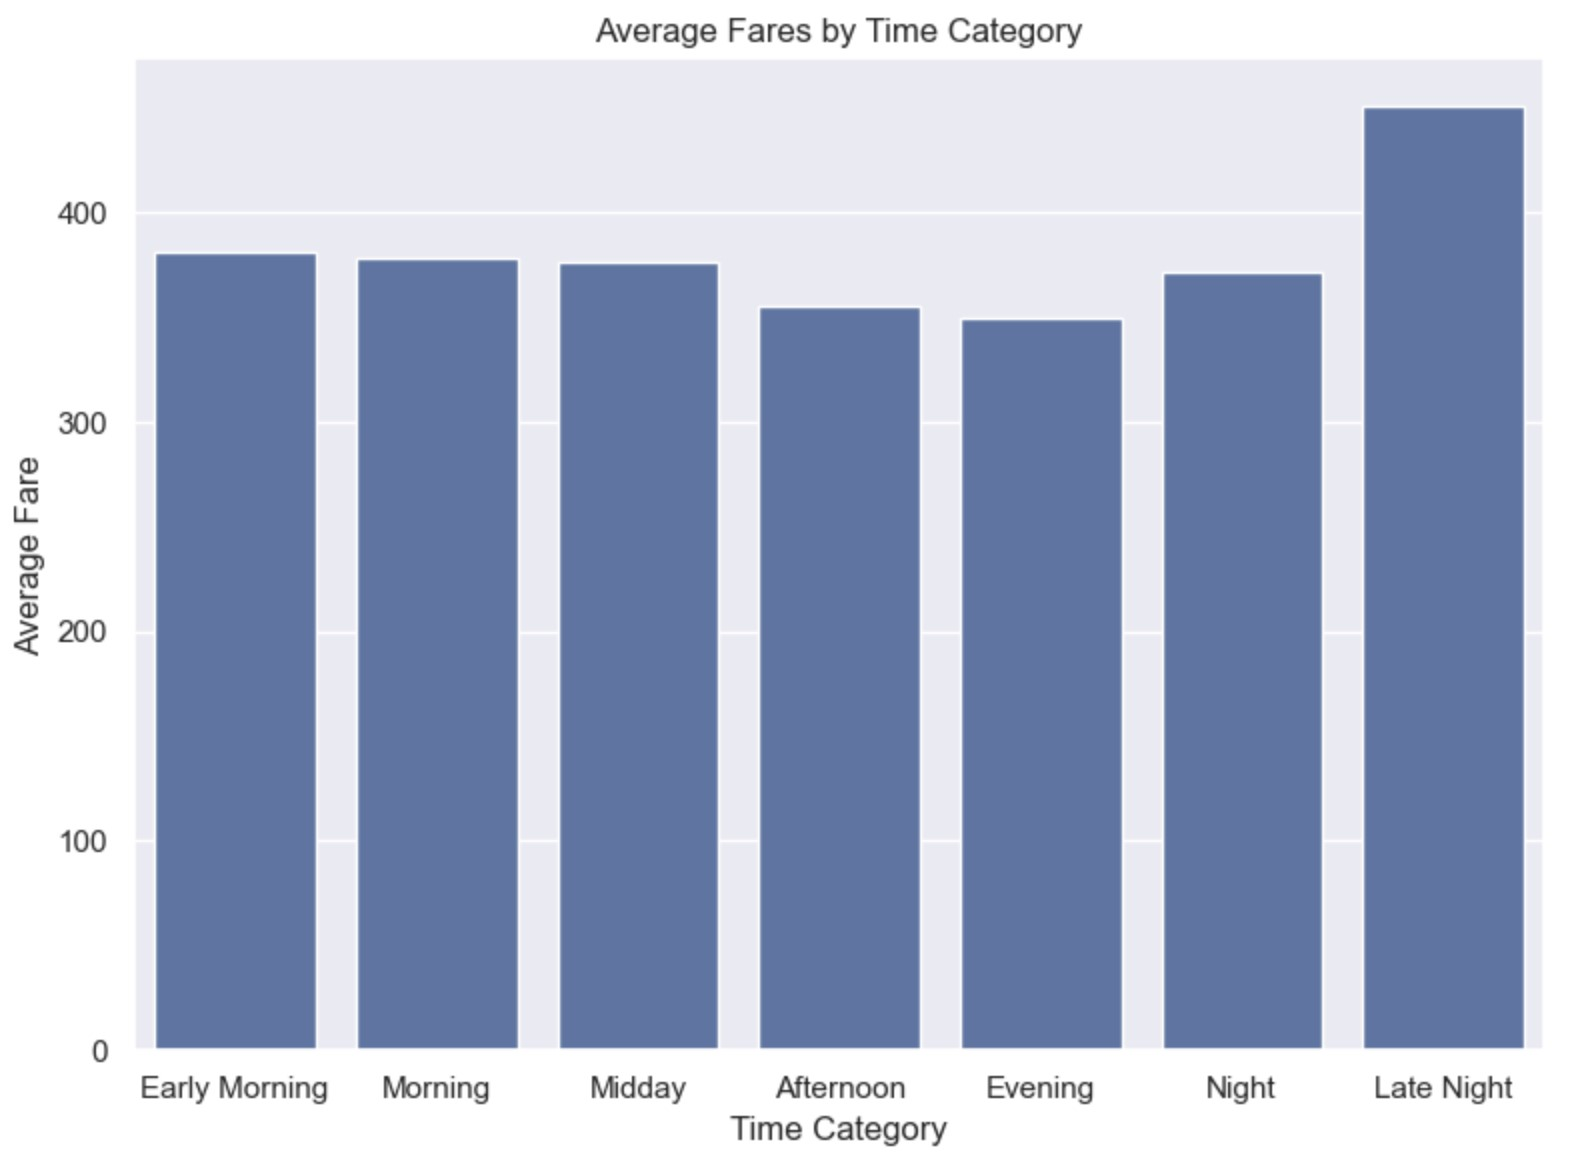 Average Fares by Time Category
Average Fare
400
300
200
100
0
Early Morning Morning Midday Afternoon Evening Night Late Night
Time Category